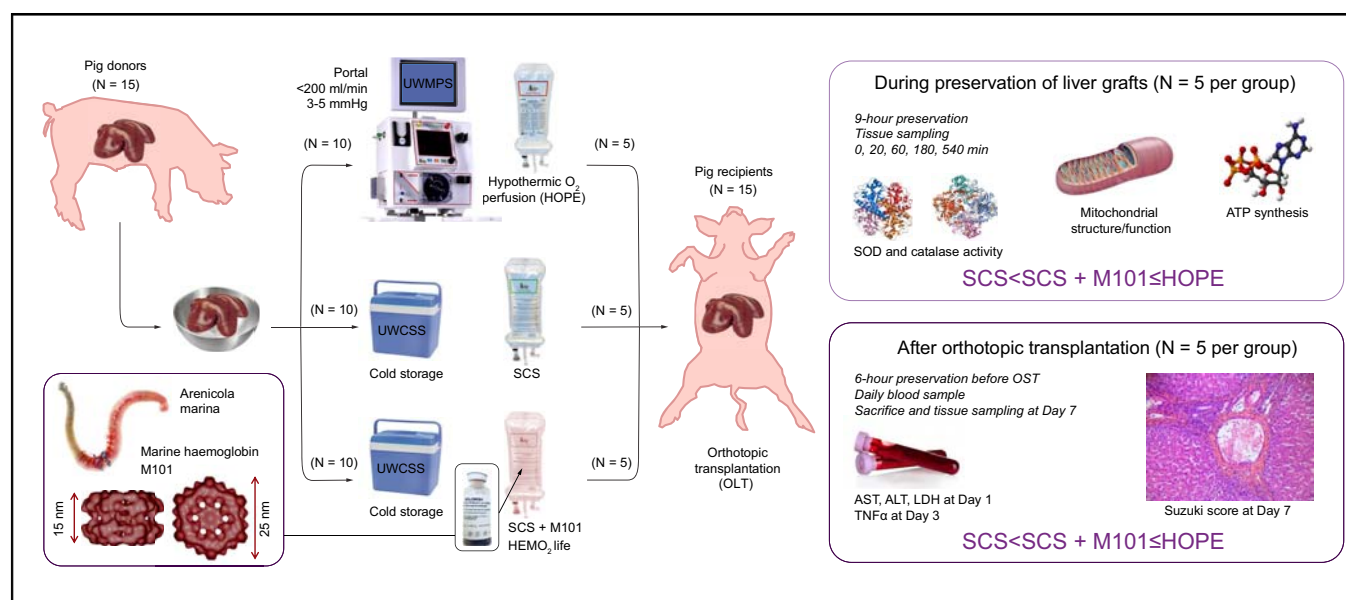 Pig donors
(N = 15)
Portal
<200 ml/min
3-5 mmHg
UWMPS
(N = 10)
Hypothermic O₂
perfusion (HOPE)
(N = 5)
(N = 10)
UWCSS
Cold storage
SCS
(N = 5)
(N = 10)
UWCSS
Cold storage
SCS + M101
HEMO₂life
(N = 5)
Arenicola
marina
Marine haemoglobin
M101
15 nm
25 nm
Pig recipients
(N = 15)
Orthotopic
transplantation
(OLT)
During preservation of liver grafts (N = 5 per group)
9-hour preservation
Tissue sampling
0, 20, 60, 180, 540 min
SOD and catalase activity
Mitochondrial
structure/function
ATP synthesis
SCS<SCS + M101≤HOPE
After orthotopic transplantation (N = 5 per group)
6-hour preservation before OST
Daily blood sample
Sacrifice and tissue sampling at Day 7
AST, ALT, LDH at Day 1
TNFα at Day 3
Suzuki score at Day 7
SCS<SCS + M101≤HOPE